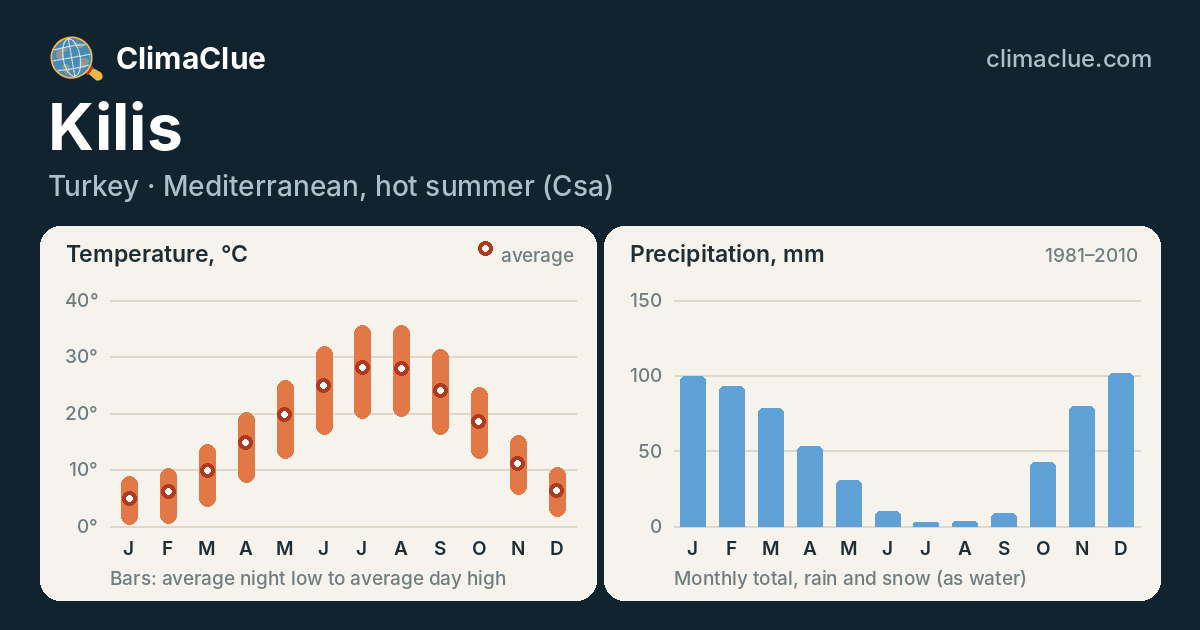 ClimaClue
climaclue.com
Kilis
Turkey · Mediterranean, hot summer (Csa)
Temperature, °C
average
40°
30°
20°
10°
0°
J F M A M J J A S O N D
Bars: average night low to average day high
Precipitation, mm
1981–2010
150
100
50
0
J F M A M J J A S O N D
Monthly total, rain and snow (as water)